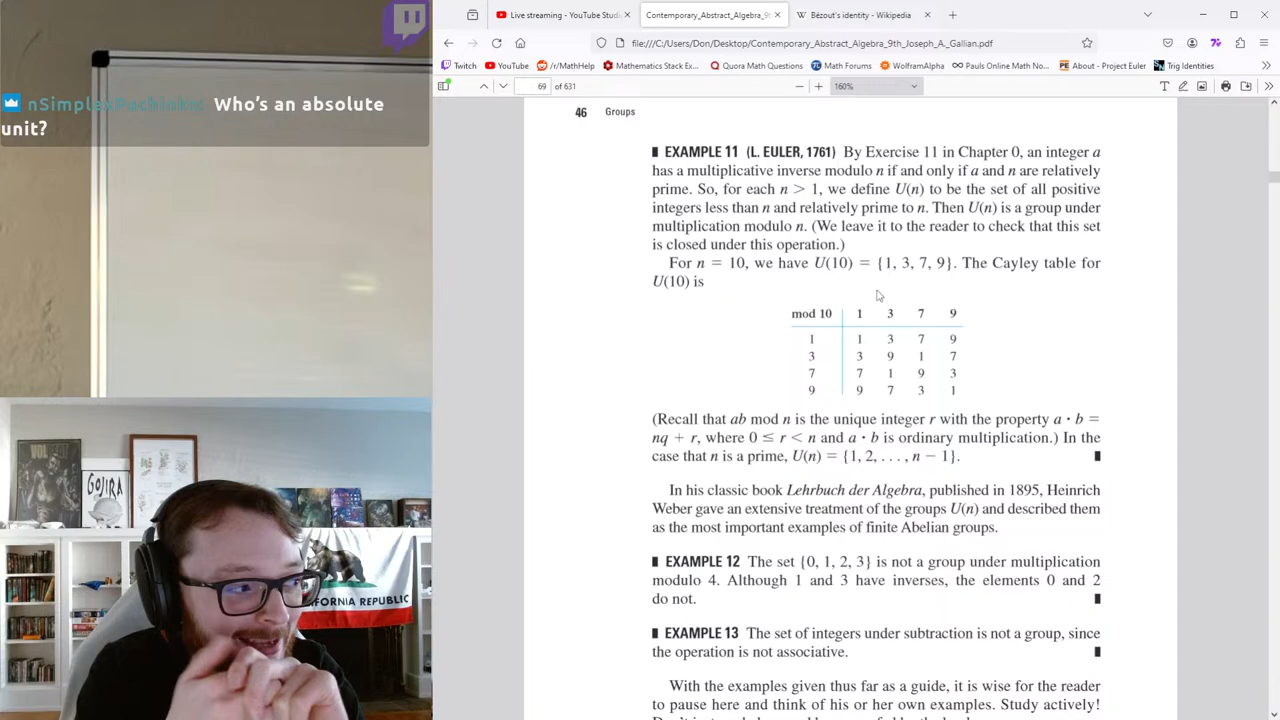 nSimplexPachinko: Who's an absolute
unit?
GOJIRA
CALIFORNIA REPUBLIC
Live streaming - YouTube Studi
Contemporary_Abstract_Algebra_9th
Bézout's identity - Wikipedia
file:///C:/Users/Don/Desktop/Contemporary_Abstract_Algebra_9th_Joseph_A._Gallian.pdf
Twitch YouTube /r/MathHelp Mathematics Stack Ex... Quora Math Questions Math Forums WolframAlpha Pauls Online Math No... About - Project Euler Trig Identities
69 of 631 160%
46 Groups
EXAMPLE 11 (L. EULER, 1761) By Exercise 11 in Chapter 0, an integer a
has a multiplicative inverse modulo n if and only if a and n are relatively
prime. So, for each n > 1, we define U(n) to be the set of all positive
integers less than n and relatively prime to n. Then U(n) is a group under
multiplication modulo n. (We leave it to the reader to check that this set
is closed under this operation.)
For n = 10, we have U(10) = {1, 3, 7, 9}. The Cayley table for
U(10) is
mod 10 1 3 7 9
1 1 3 7 9
3 3 9 1 7
7 7 1 9 3
9 9 7 3 1
(Recall that ab mod n is the unique integer r with the property a · b =
nq + r, where 0 ≤ r < n and a · b is ordinary multiplication.) In the
case that n is a prime, U(n) = {1, 2, . . . , n − 1}.
In his classic book Lehrbuch der Algebra, published in 1895, Heinrich
Weber gave an extensive treatment of the groups U(n) and described them
as the most important examples of finite Abelian groups.
EXAMPLE 12 The set {0, 1, 2, 3} is not a group under multiplication
modulo 4. Although 1 and 3 have inverses, the elements 0 and 2
do not.
EXAMPLE 13 The set of integers under subtraction is not a group, since
the operation is not associative.
With the examples given thus far as a guide, it is wise for the reader
to pause here and think of his or her own examples. Study actively!